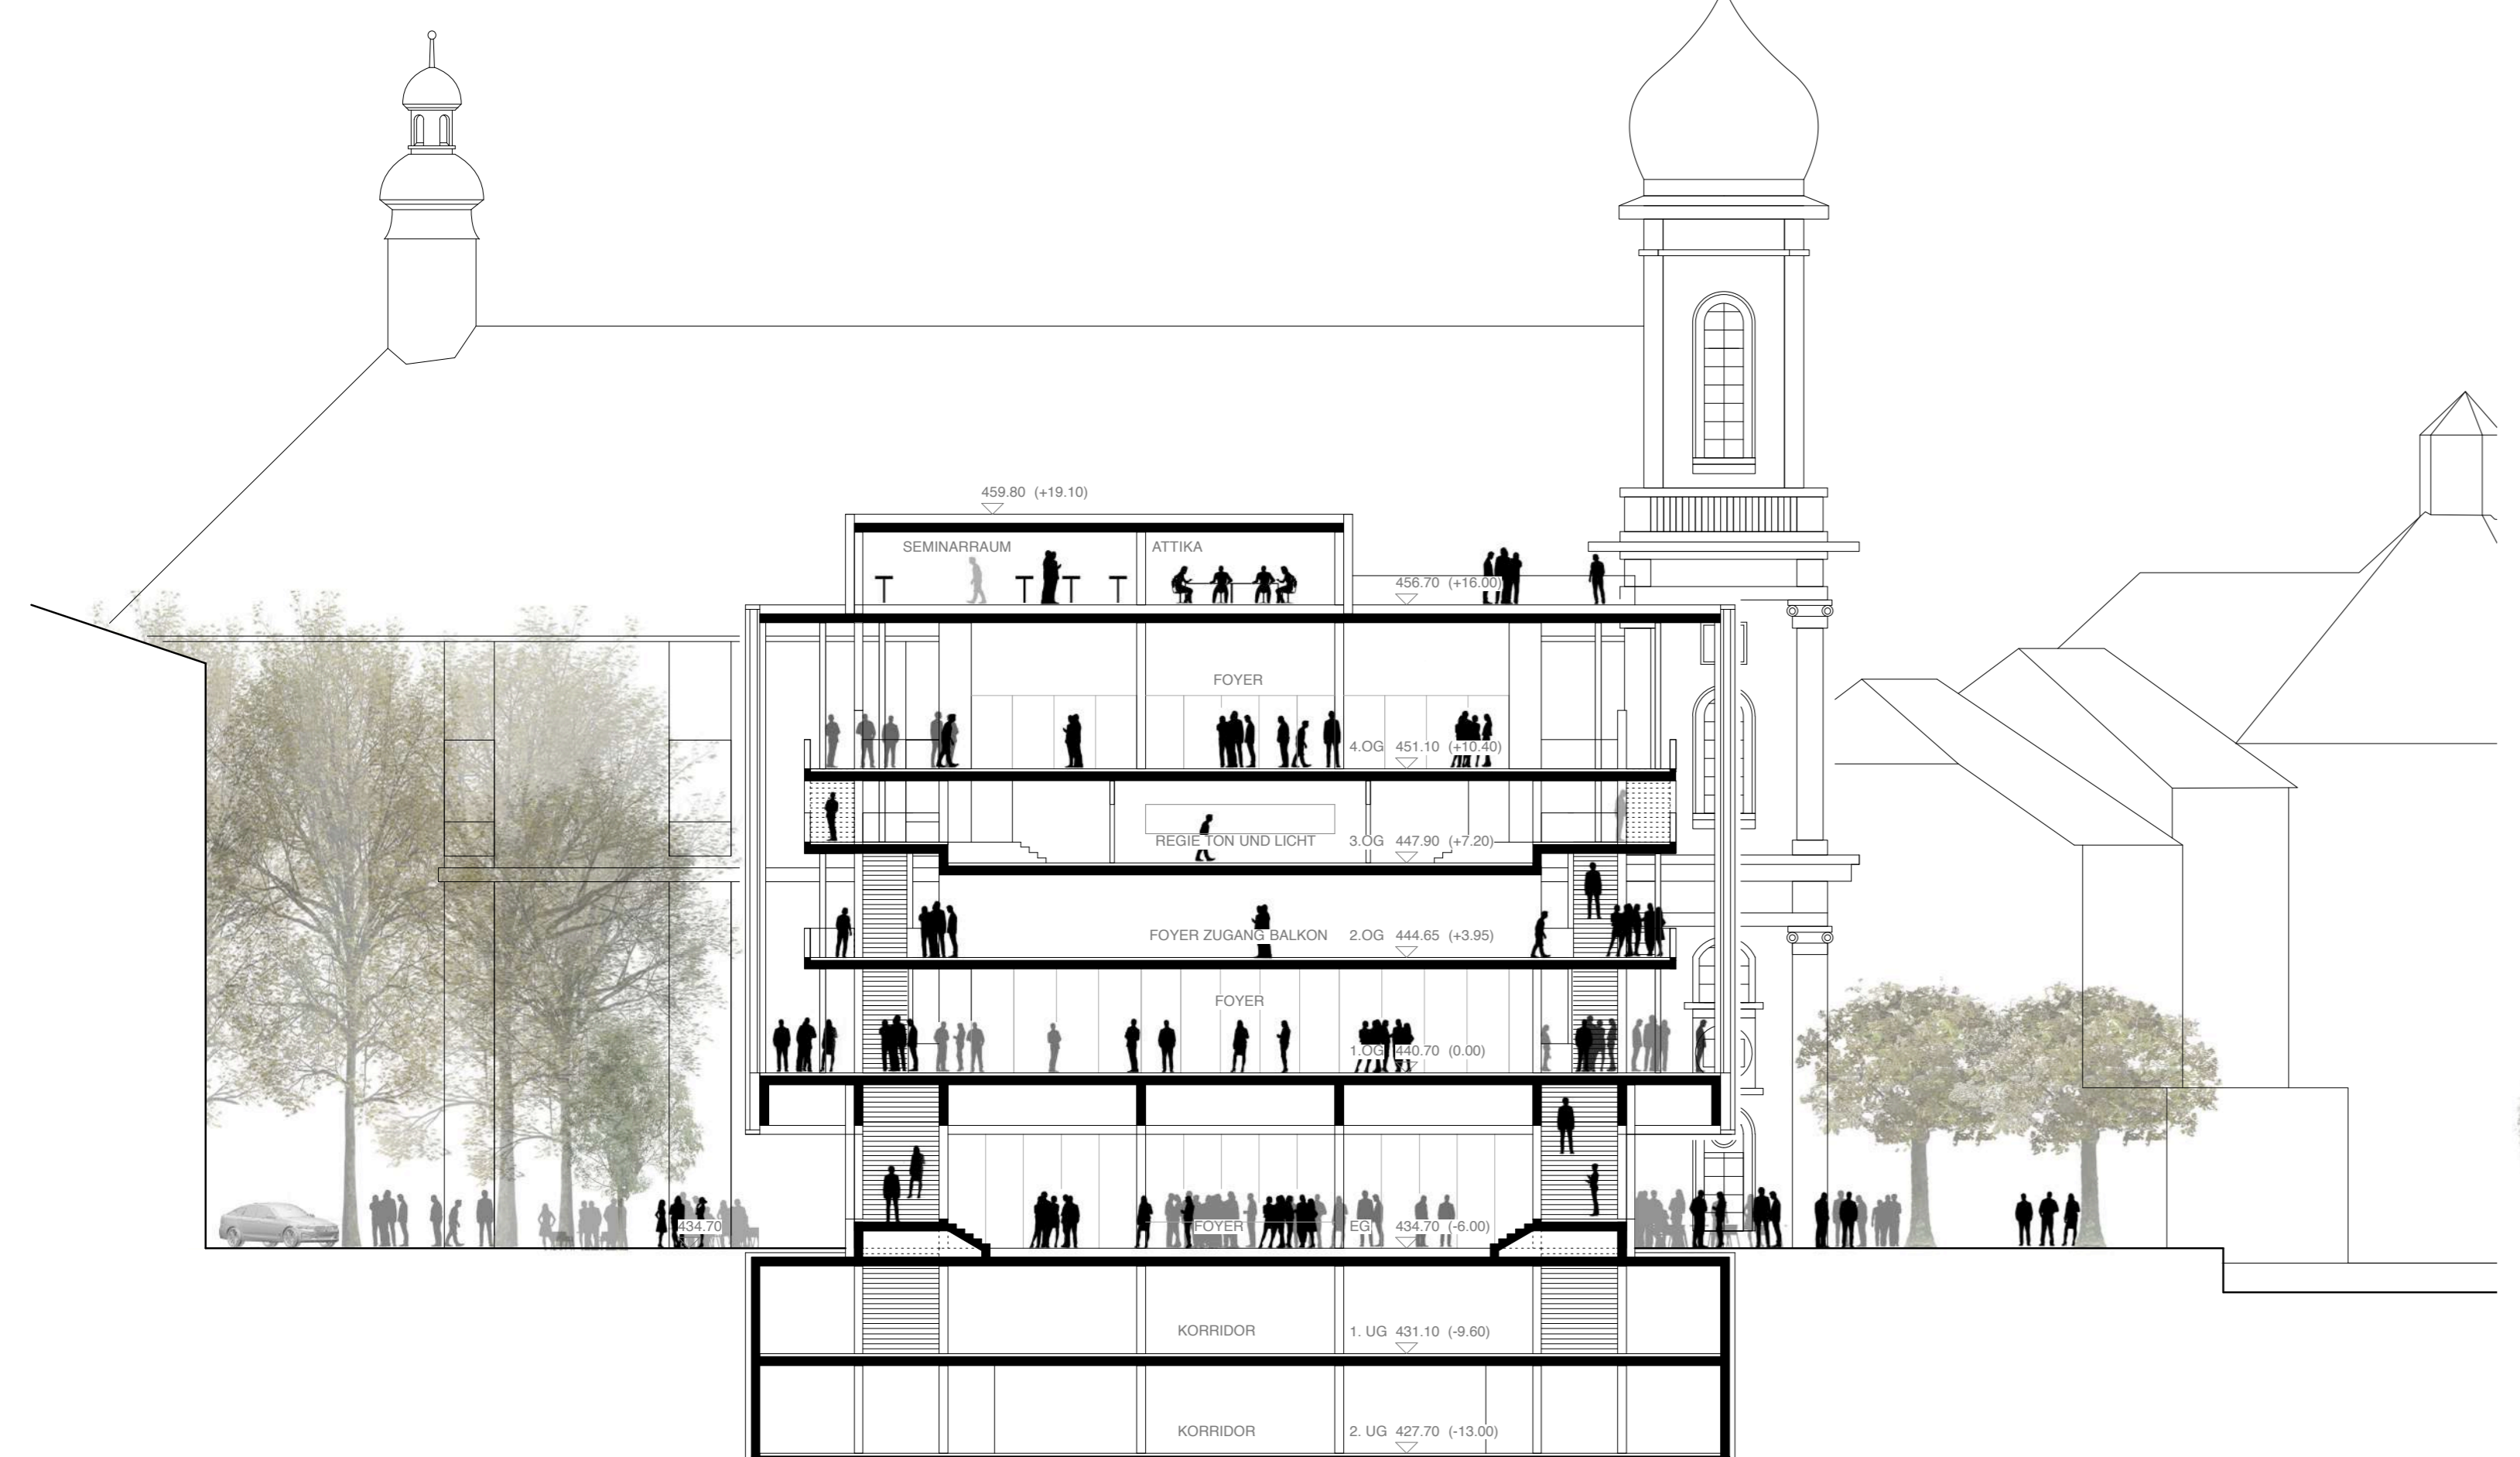 459.80 (+19.10)
SEMINARRAUM ATTIKA
456.70 (+16.00)
FOYER
4.OG 451.10 (+10.40)
REGIE TON UND LICHT 3.OG 447.90 (+7.20)
FOYER ZUGANG BALKON 2.OG 444.65 (+3.95)
FOYER
1.OG 440.70 (0.00)
434.70 FOYER EG 434.70 (-6.00)
KORRIDOR 1. UG 431.10 (-9.60)
KORRIDOR 2. UG 427.70 (-13.00)